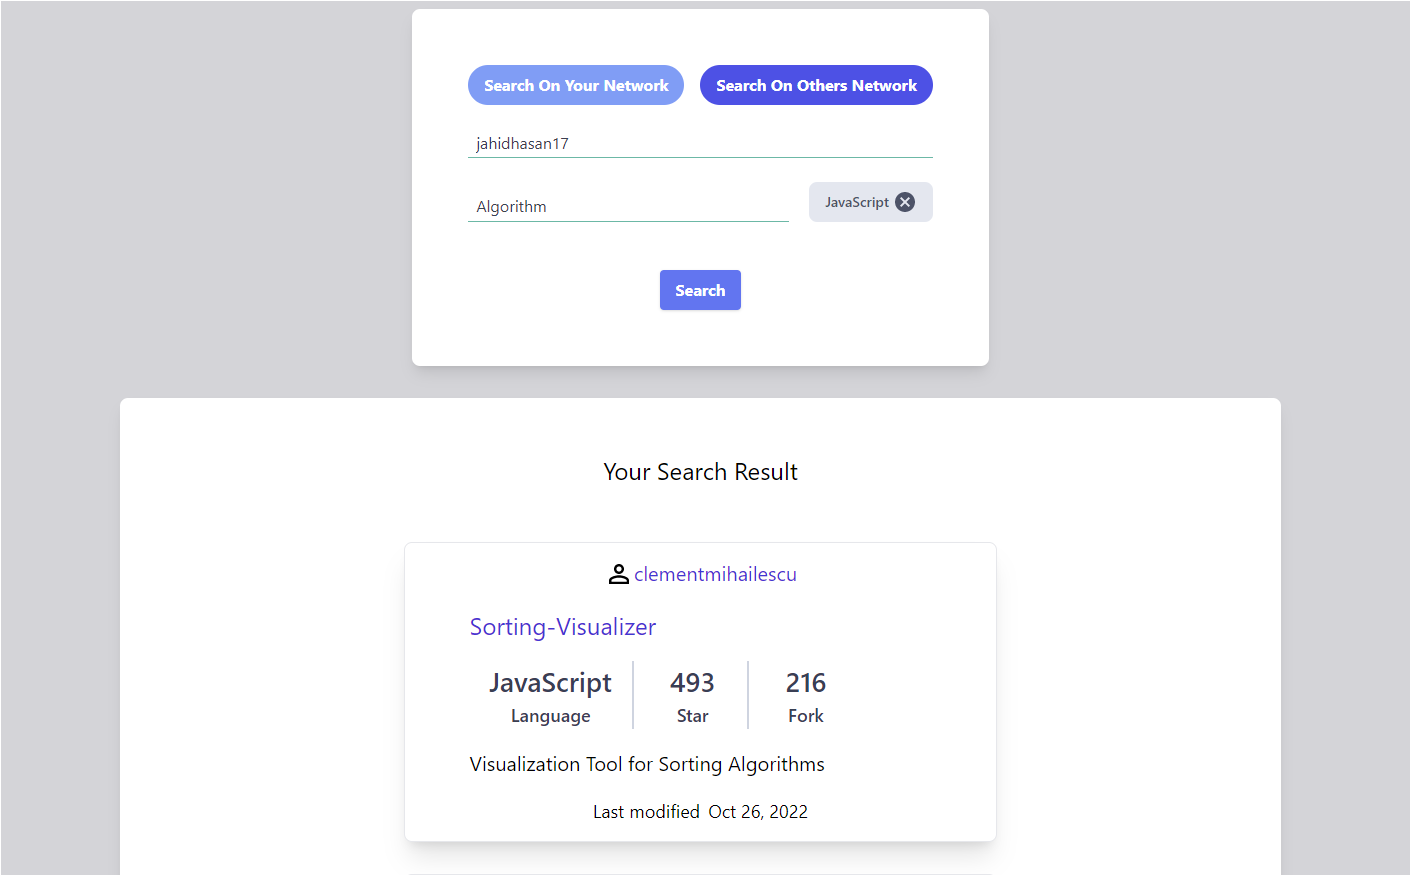 Search On Your Network Search On Others Network
jahidhasan17
Algorithm JavaScript
Search
Your Search Result
clementmihailescu
Sorting-Visualizer
JavaScript 493 216
Language Star Fork
Visualization Tool for Sorting Algorithms
Last modified Oct 26, 2022